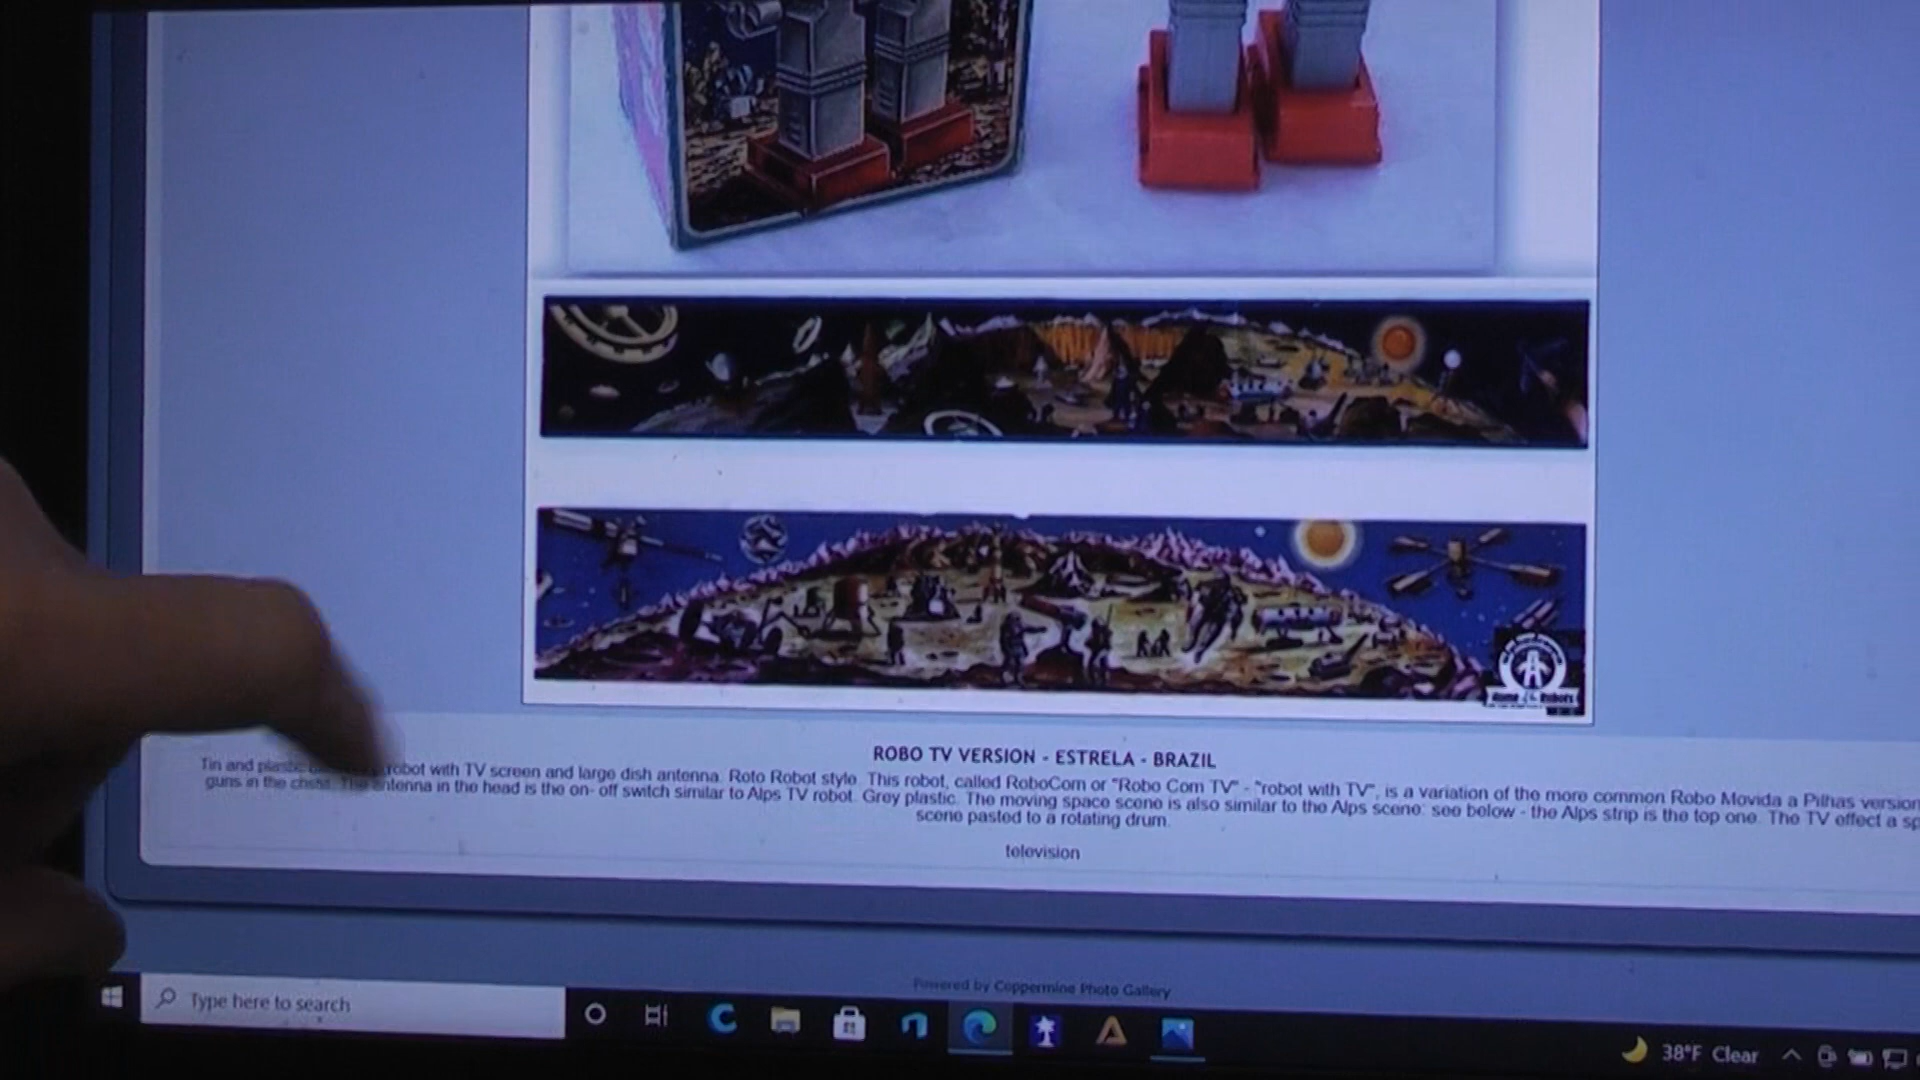 ROBO TV VERSION - ESTRELA - BRAZIL
Tin and plastic robot with TV screen and large dish antenna. Roto Robot style. This robot, called RoboCom or "Robo Com TV" - "robot with TV", is a variation of the more common Robo Movida a Pilhas version
guns in the chest. The antenna in the head is the on- off switch similar to Alps TV robot. Grey plastic. The moving space scene is also similar to the Alps scene: see below - the Alps strip is the top one. The TV effect a sp
scene pasted to a rotating drum.
television
Powered by Coppermine Photo Gallery
Type here to search
38°F Clear